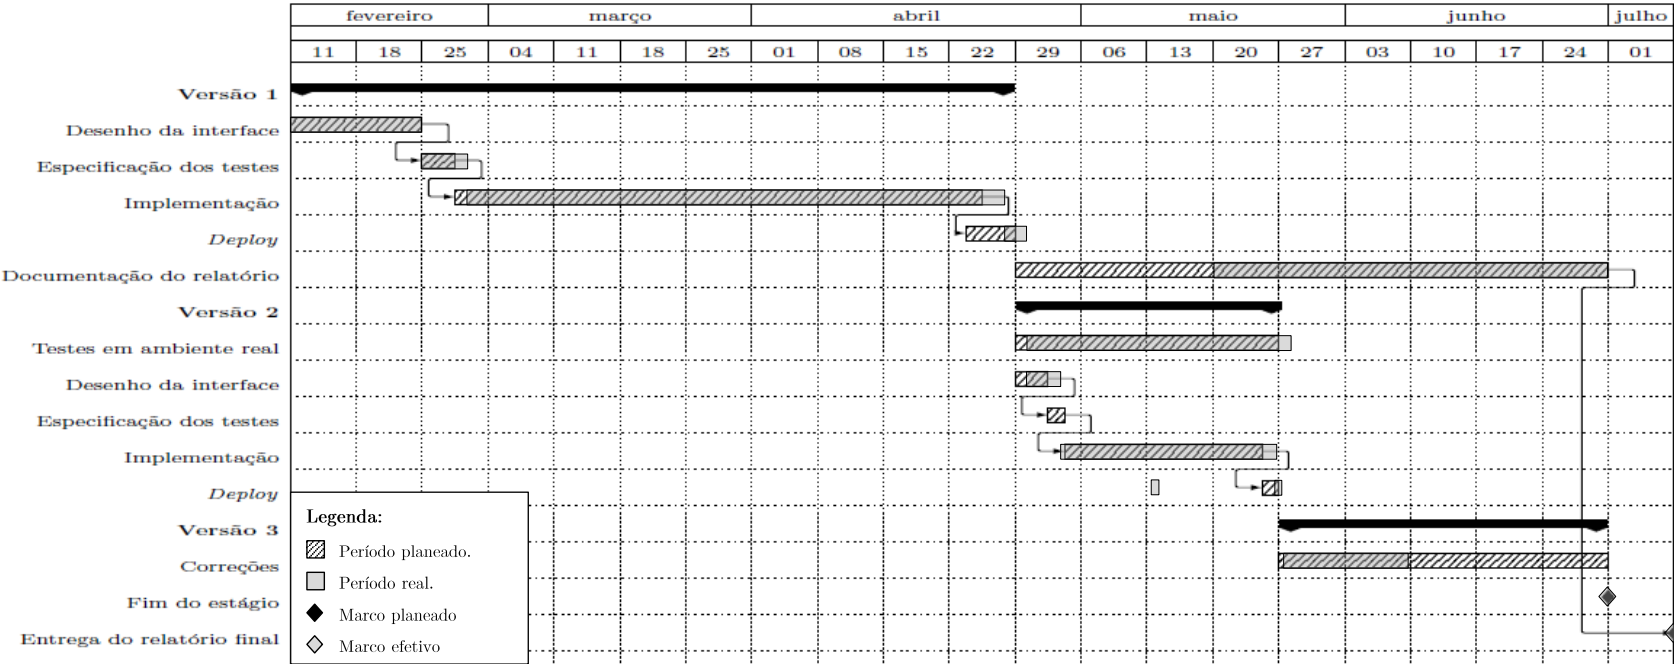 fevereiro março abril maio junho julho
11 18 25 04 11 18 25 01 08 15 22 29 06 13 20 27 03 10 17 24 01
Versão 1
Desenho da interface
Especificação dos testes
Implementação
Deploy
Documentação do relatório
Versão 2
Testes em ambiente real
Desenho da interface
Especificação dos testes
Implementação
Deploy
Versão 3
Correções
Fim do estágio
Entrega do relatório final
Legenda:
Período planeado.
Período real.
Marco planeado
Marco efetivo